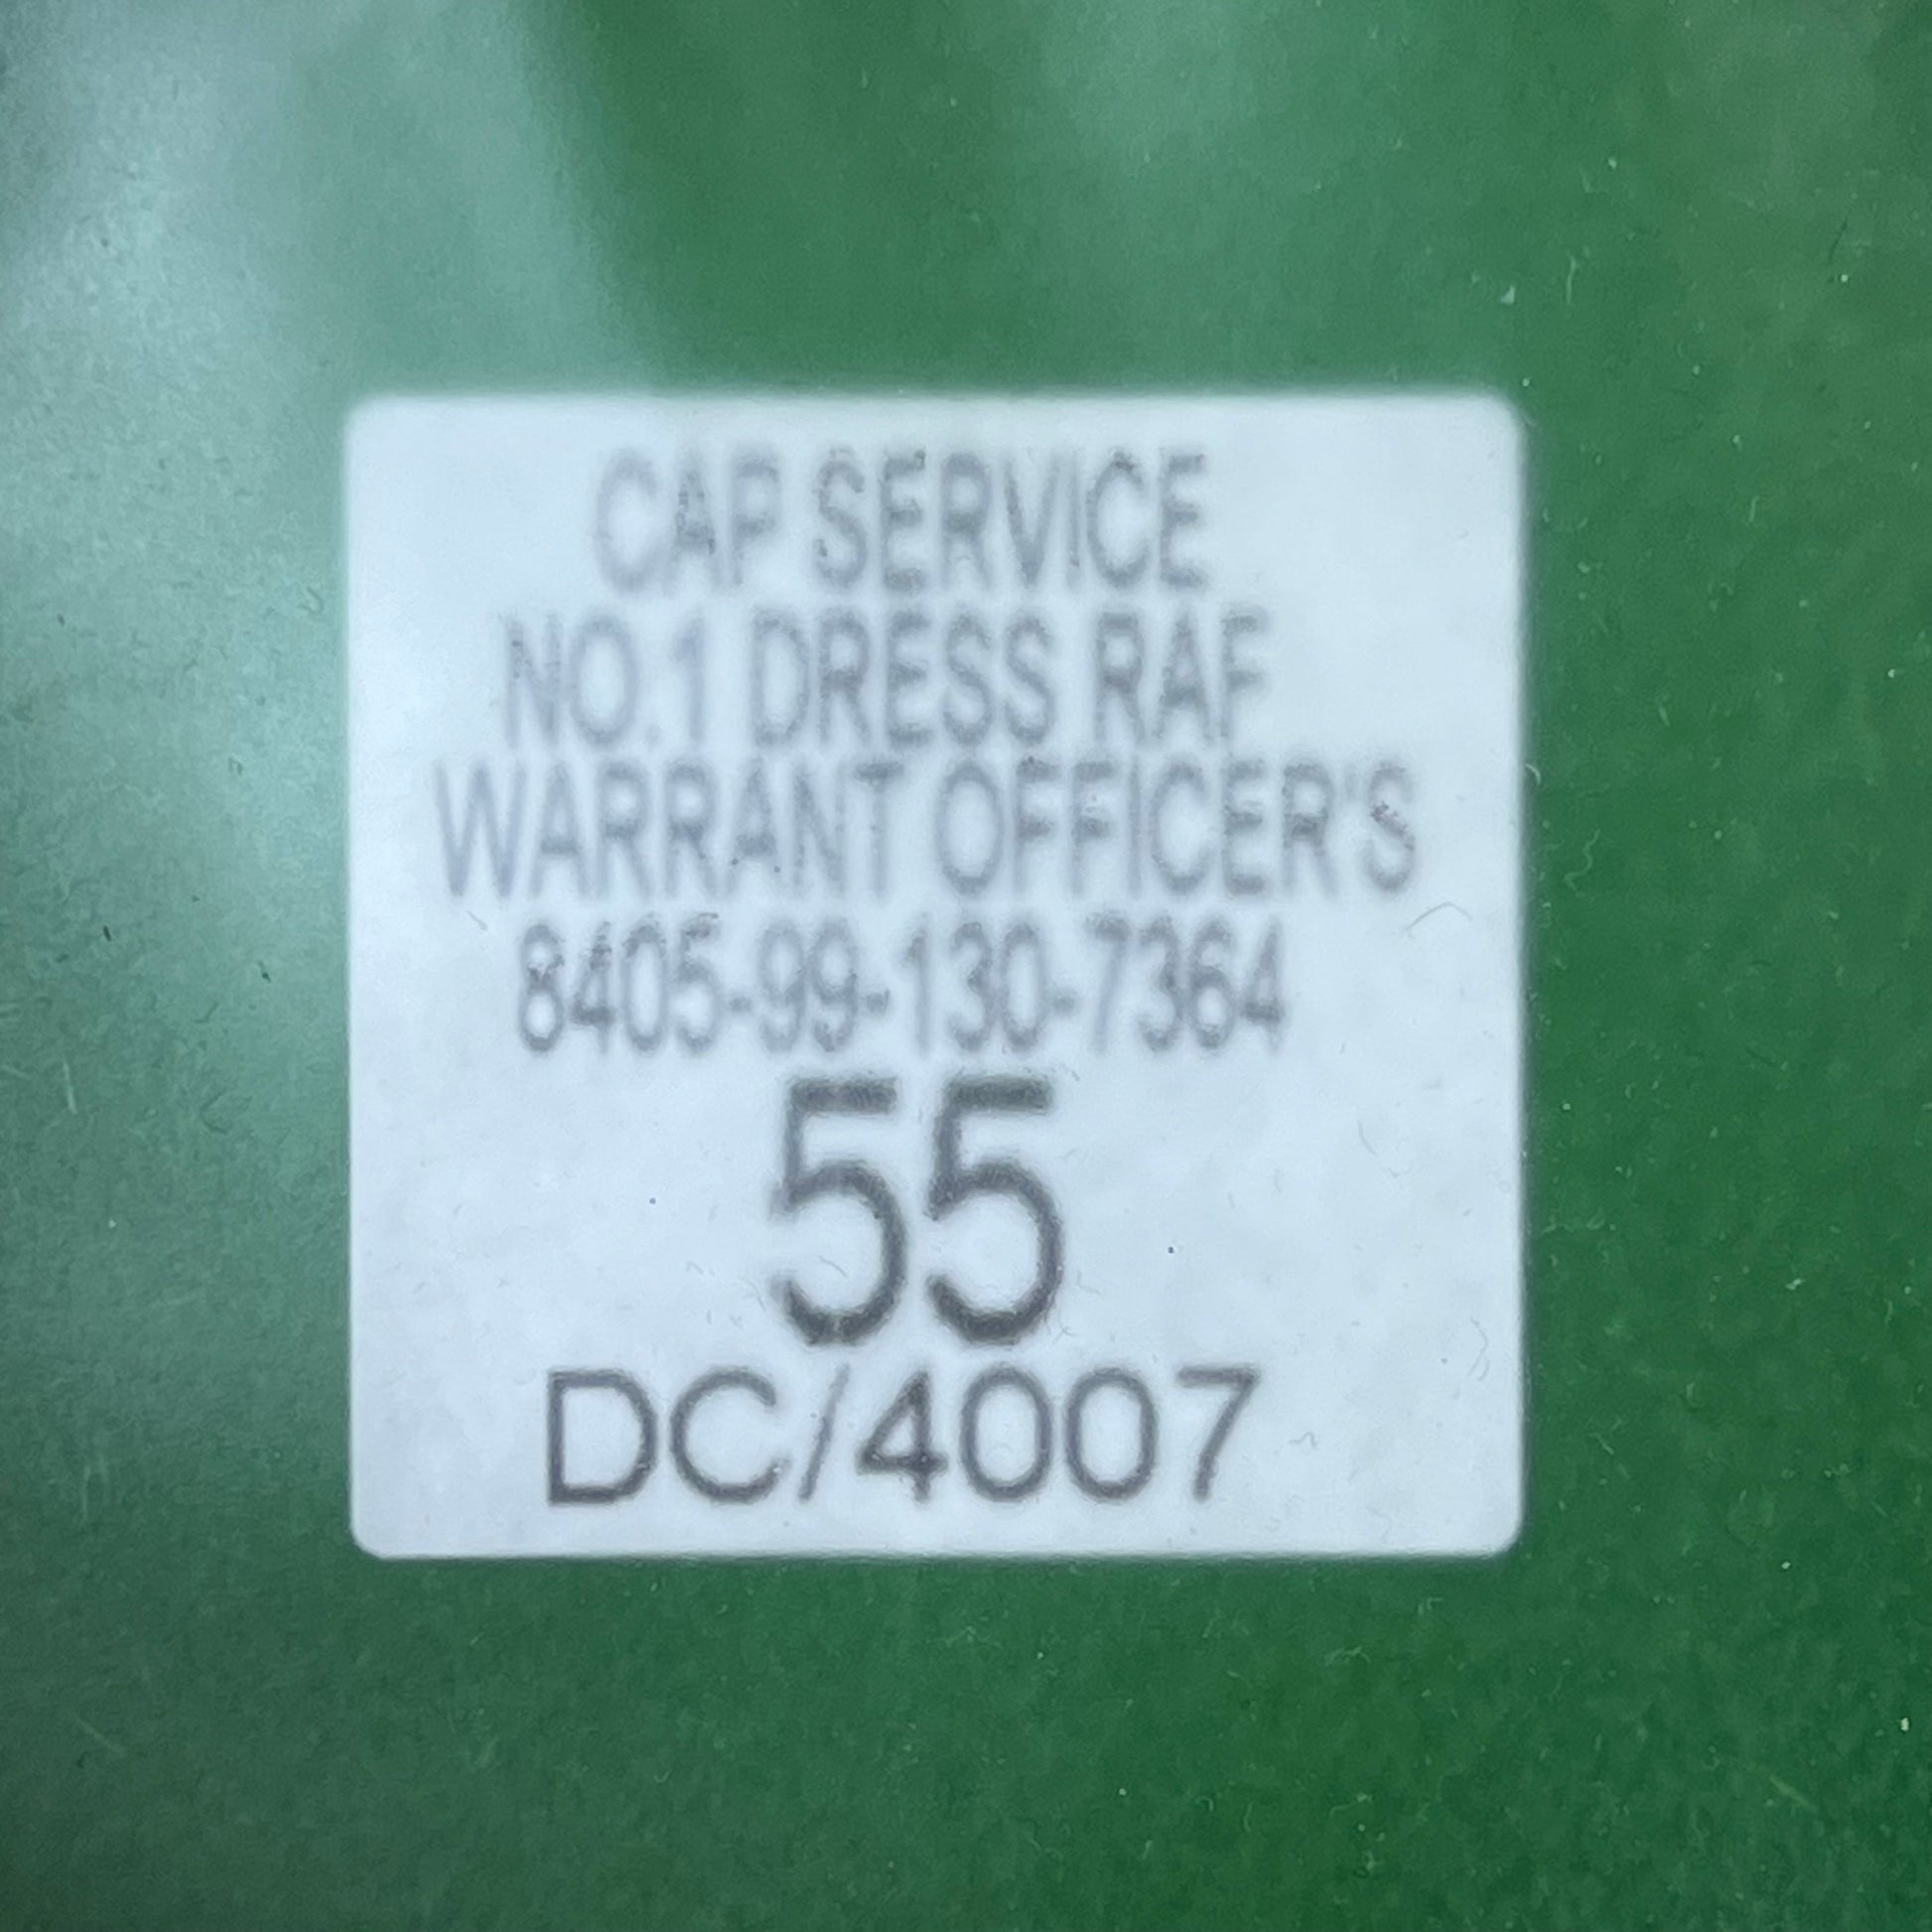 CAP SERVICE
NO.1 DRESS RAF
WARRANT OFFICER'S
8405-99-130-7364
55
DC/4007